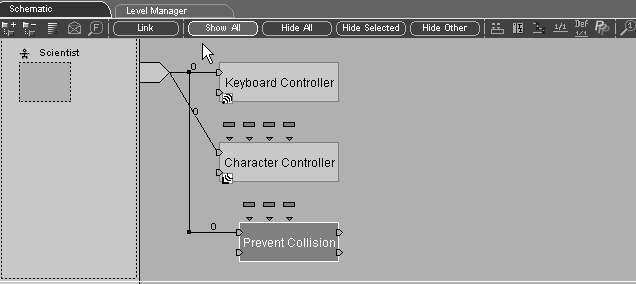 Schematic
Level Manager
Link
Show All
Hide All
Hide Selected
Hide Other
1/1
Def
1/1
Scientist
0
Keyboard Controller
0
Character Controller
0
Prevent Collision